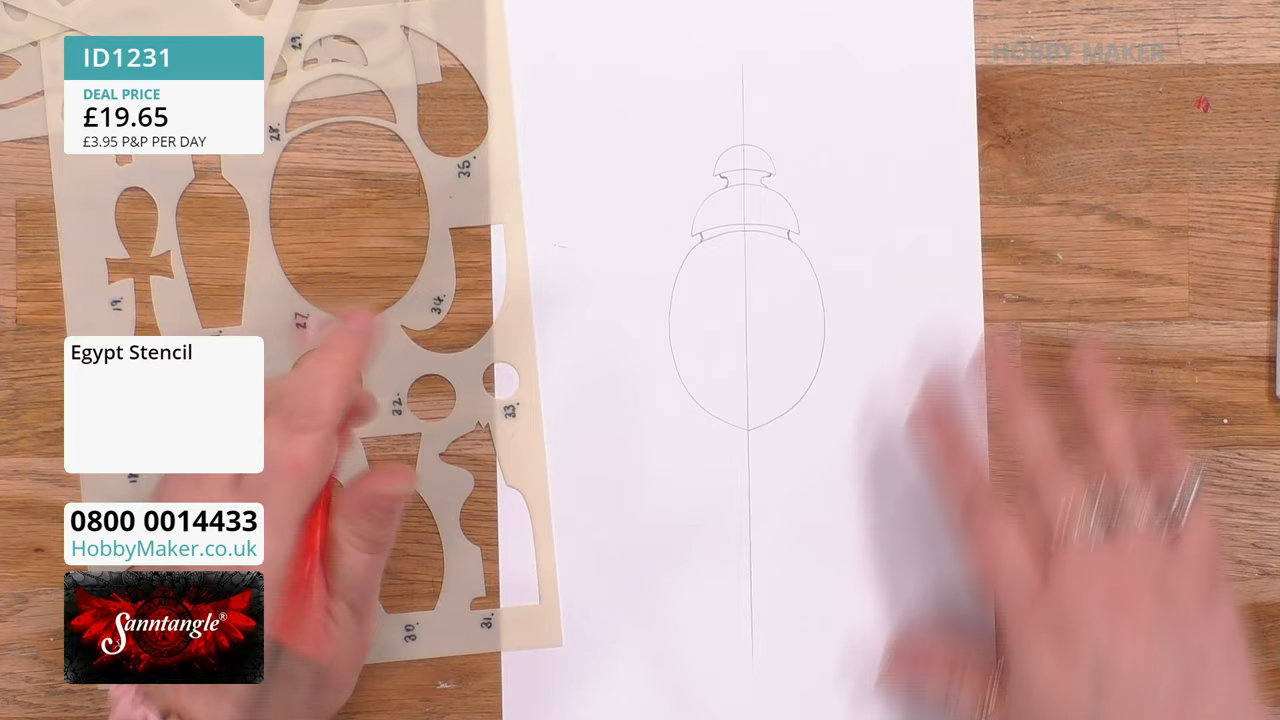 ID1231
DEAL PRICE
£19.65
£3.95 P&P PER DAY
Egypt Stencil
0800 0014433
HobbyMaker.co.uk
Sanntangle®
HOBBY MAKER
29.
28.
35.
19.
34.
27
32.
33.
30.
31.